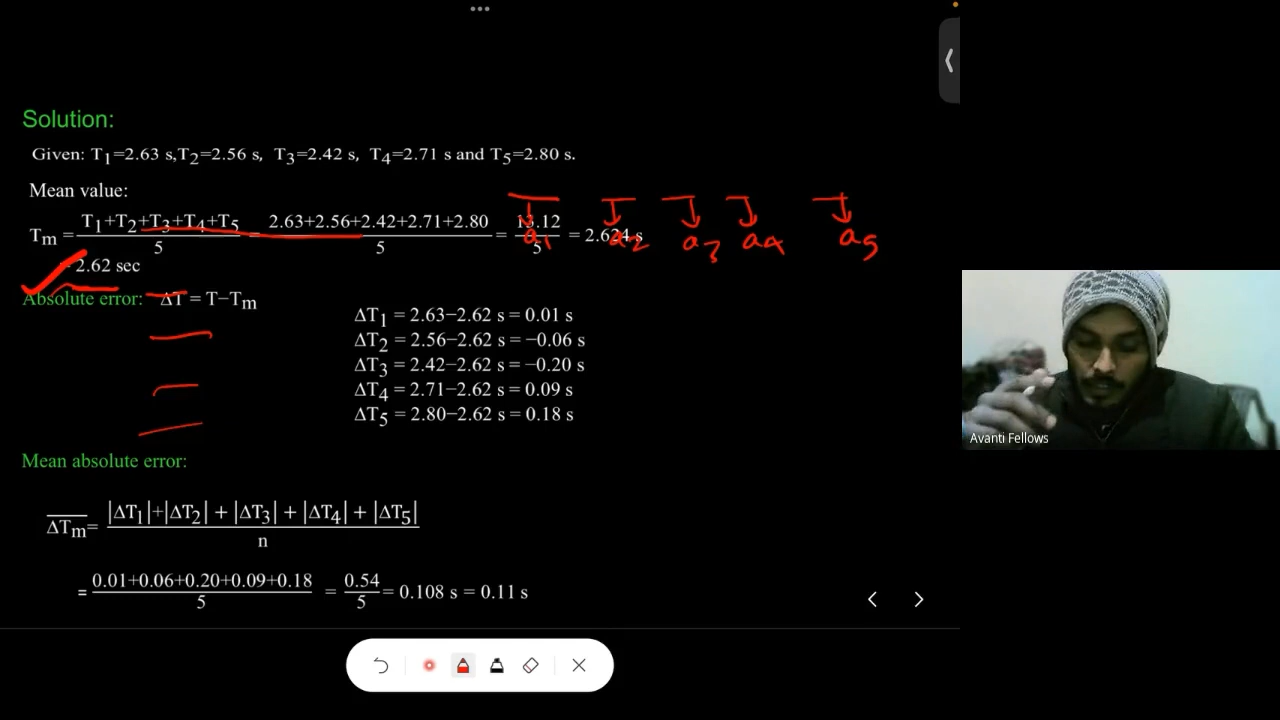 Solution:
Given: T1=2.63 s,T2=2.56 s, T3=2.42 s, T4=2.71 s and T5=2.80 s.
Mean value:
Tm = T1+T2+T3+T4+T5 / 5 = 2.63+2.56+2.42+2.71+2.80 / 5 = 13.12 / 5 = 2.624 s
a1 a2 a3 a4 a5
= 2.62 sec
Absolute error: ΔT = T−Tm
ΔT1 = 2.63−2.62 s = 0.01 s
ΔT2 = 2.56−2.62 s = −0.06 s
ΔT3 = 2.42−2.62 s = −0.20 s
ΔT4 = 2.71−2.62 s = 0.09 s
ΔT5 = 2.80−2.62 s = 0.18 s
Mean absolute error:
ΔTm= |ΔT1|+|ΔT2| + |ΔT3| + |ΔT4| + |ΔT5| / n
= 0.01+0.06+0.20+0.09+0.18 / 5 = 0.54 / 5 = 0.108 s = 0.11 s
Avanti Fellows